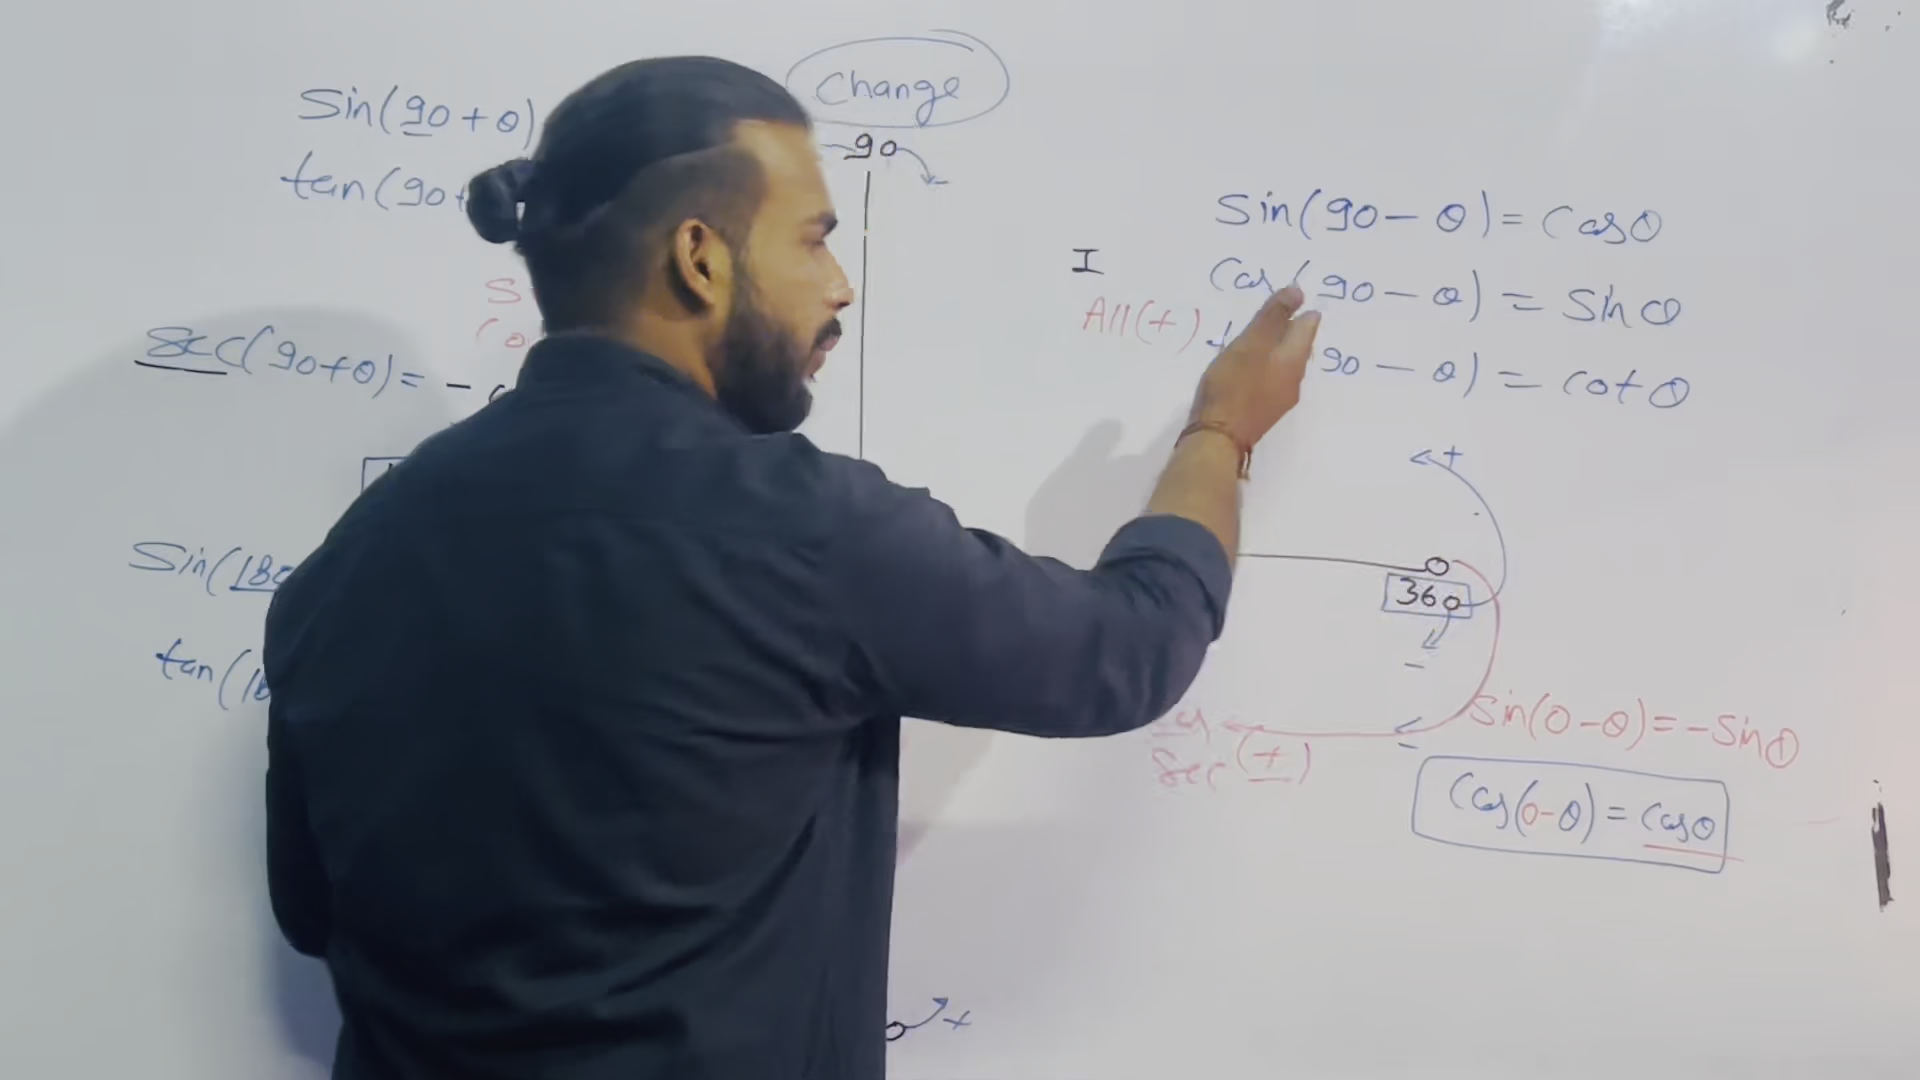 Change
90
Sin(90+θ)
tan(90+
Sec(90+θ)= -
Sin(180
tan(18
I
All(+)
Sin(90-θ)= Cosθ
Cos(90-θ) = Sinθ
90-θ) = Cotθ
+
0
360
-
-
Cos
Sec (+)
Sin(0-θ)=-Sinθ
Cos(0-θ) = Cosθ
+